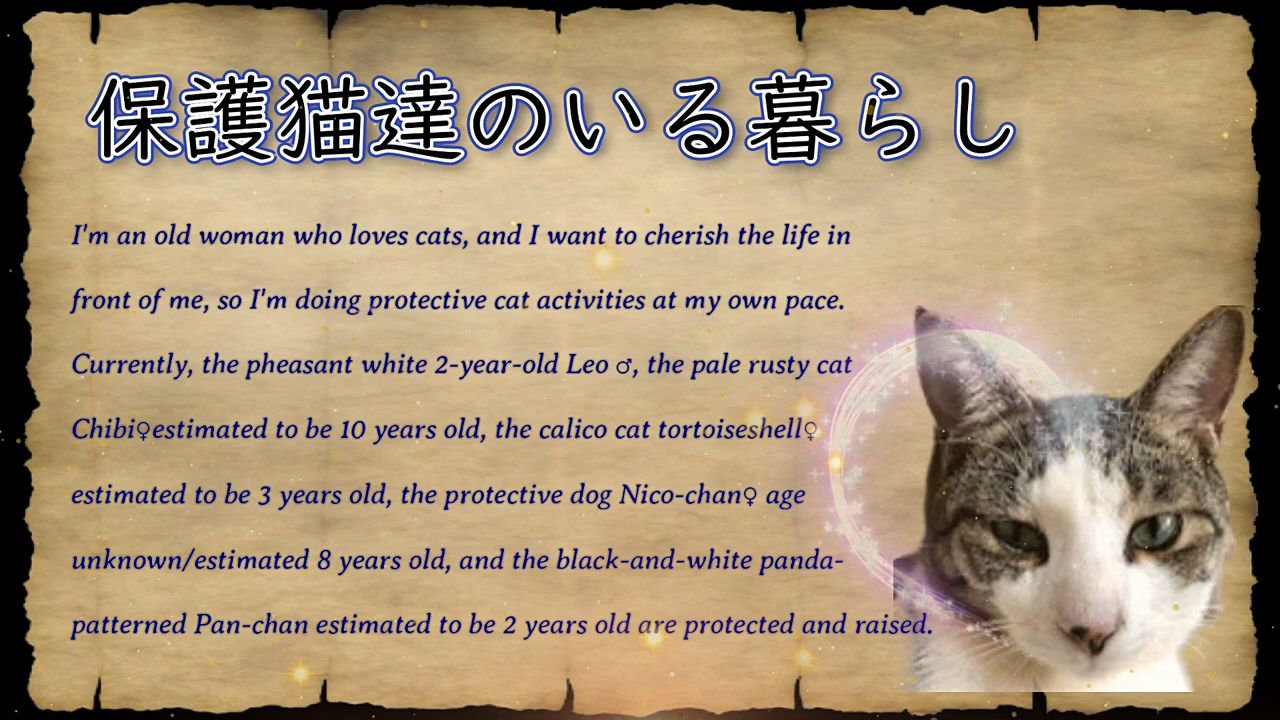 保護猫達のいる暮らし
I'm an old woman who loves cats, and I want to cherish the life in
front of me, so I'm doing protective cat activities at my own pace.
Currently, the pheasant white 2-year-old Leo ♂, the pale rusty cat
Chibi♀estimated to be 10 years old, the calico cat tortoiseshell♀
estimated to be 3 years old, the protective dog Nico-chan♀ age
unknown/estimated 8 years old, and the black-and-white panda-
patterned Pan-chan estimated to be 2 years old are protected and raised.